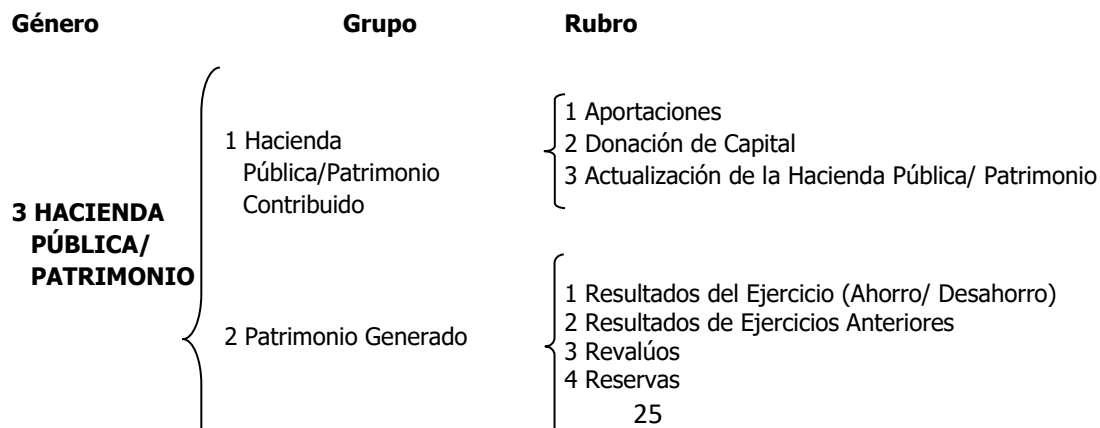 Género Grupo Rubro
1 Hacienda
Pública/Patrimonio
Contribuido
1 Aportaciones
2 Donación de Capital
3 Actualización de la Hacienda Pública/ Patrimonio
3 HACIENDA
PÚBLICA/
PATRIMONIO
2 Patrimonio Generado
1 Resultados del Ejercicio (Ahorro/ Desahorro)
2 Resultados de Ejercicios Anteriores
3 Revalúos
4 Reservas
25